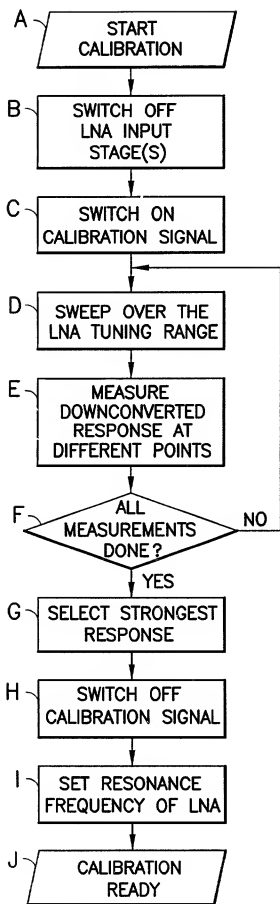 A
START
CALIBRATION
B
SWITCH OFF
LNA INPUT
STAGE(S)
C
SWITCH ON
CALIBRATION SIGNAL
D
SWEEP OVER THE
LNA TUNING RANGE
E
MEASURE
DOWNCONVERTED
RESPONSE AT
DIFFERENT POINTS
F
ALL
MEASUREMENTS
DONE?
NO
YES
G
SELECT STRONGEST
RESPONSE
H
SWITCH OFF
CALIBRATION SIGNAL
I
SET RESONANCE
FREQUENCY OF LNA
J
CALIBRATION
READY